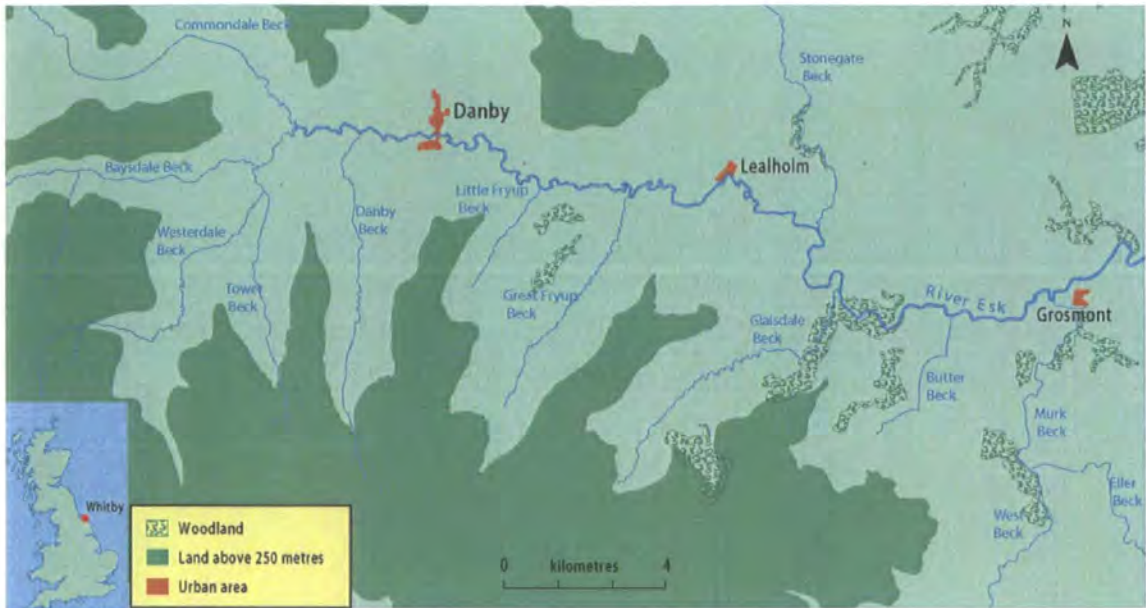 Commondale Beck
N
Stonegate
Beck
Danby
Lealholm
Baysdale Beck
Little Fryup
Beck
Danby
Beck
Westerdale
Beck
Tower
Beck
Great Fryup
Beck
River Esk
Grosmont
Glaisdale
Beck
Butter
Beck
Murk
Beck
Eller
Beck
West
Beck
Whitby
Woodland
Land above 250 metres
Urban area
0 kilometres 4